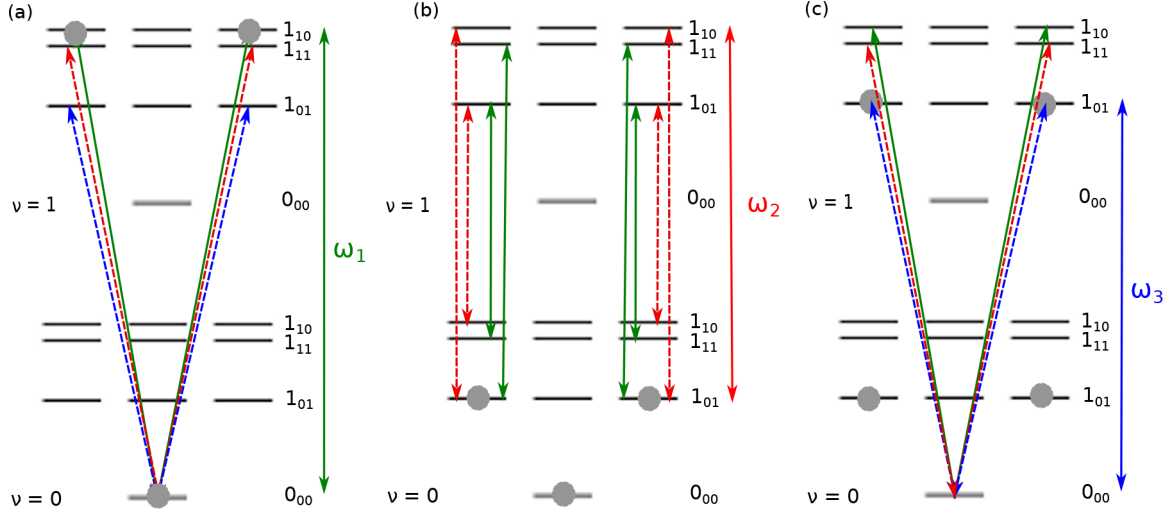 (a)
1₁₀
1₁₁
1₀₁
ν = 1
0₀₀
ω₁
1₁₀
1₁₁
1₀₁
ν = 0
0₀₀
(b)
1₁₀
1₁₁
1₀₁
ν = 1
0₀₀
ω₂
1₁₀
1₁₁
1₀₁
ν = 0
0₀₀
(c)
1₁₀
1₁₁
1₀₁
ν = 1
0₀₀
ω₃
1₁₀
1₁₁
1₀₁
ν = 0
0₀₀